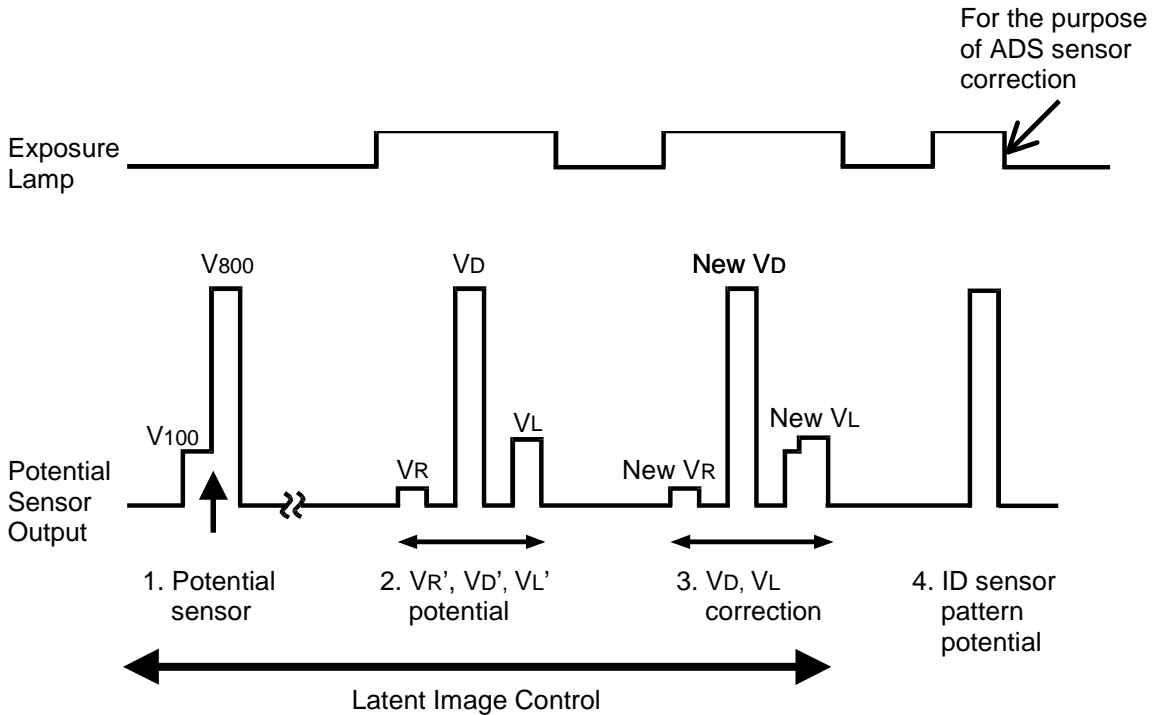 For the purpose
of ADS sensor
correction
Exposure
Lamp
V800
VD
New VD
V100
VL
New VL
VR
New VR
Potential
Sensor
Output
1. Potential
sensor
2. VR’, VD’, VL’
potential
3. VD, VL
correction
4. ID sensor
pattern
potential
Latent Image Control